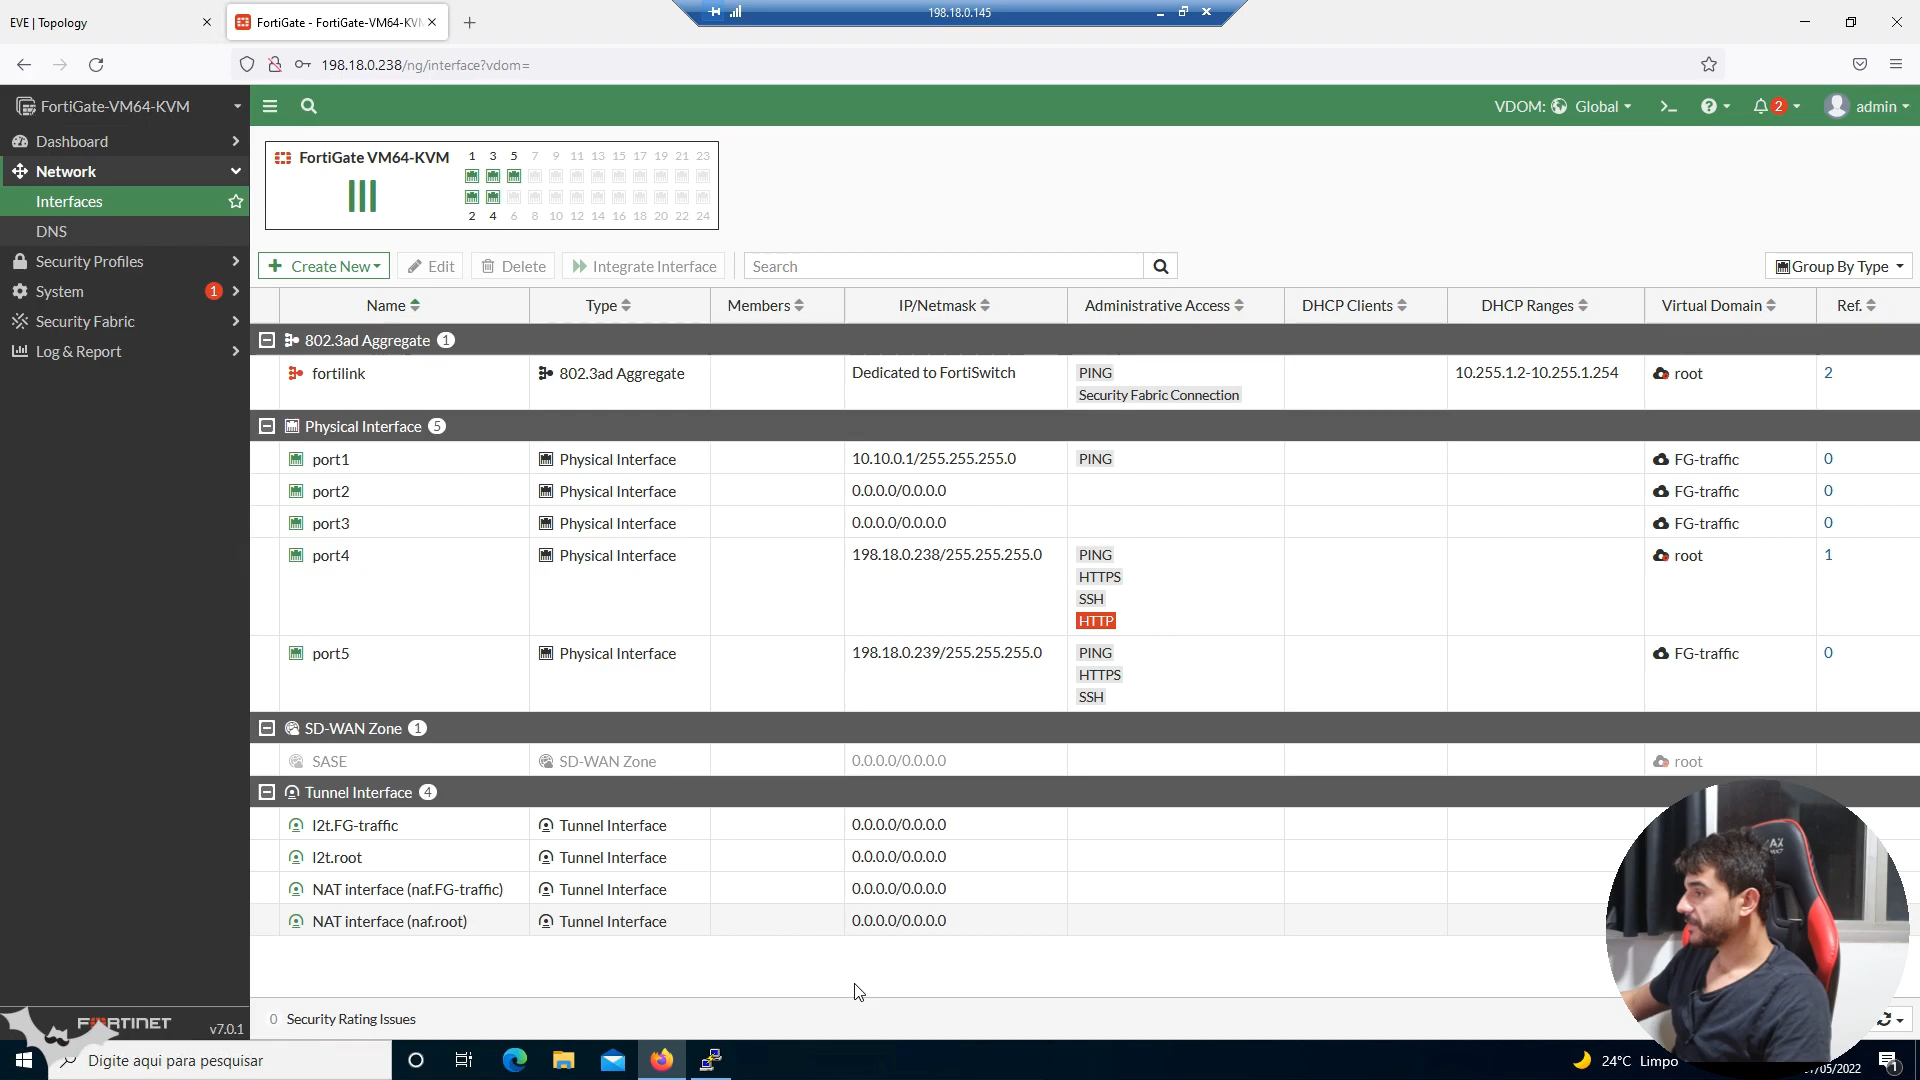 EVE | Topology
FortiGate - FortiGate-VM64-KVM
198.18.0.145
198.18.0.238/ng/interface?vdom=
FortiGate-VM64-KVM
VDOM: Global
2
admin
Dashboard
Network
Interfaces
DNS
Security Profiles
System 1
Security Fabric
Log & Report
FortiGate VM64-KVM
1 3 5 7 9 11 13 15 17 19 21 23
2 4 6 8 10 12 14 16 18 20 22 24
Create New Edit Delete Integrate Interface Search Group By Type
Name Type Members IP/Netmask Administrative Access DHCP Clients DHCP Ranges Virtual Domain Ref.
802.3ad Aggregate 1
fortilink 802.3ad Aggregate Dedicated to FortiSwitch PING 10.255.1.2-10.255.1.254 root 2
Security Fabric Connection
Physical Interface 5
port1 Physical Interface 10.10.0.1/255.255.255.0 PING FG-traffic 0
port2 Physical Interface 0.0.0.0/0.0.0.0 FG-traffic 0
port3 Physical Interface 0.0.0.0/0.0.0.0 FG-traffic 0
port4 Physical Interface 198.18.0.238/255.255.255.0 PING root 1
HTTPS
SSH
HTTP
port5 Physical Interface 198.18.0.239/255.255.255.0 PING FG-traffic 0
HTTPS
SSH
SD-WAN Zone 1
SASE SD-WAN Zone 0.0.0.0/0.0.0.0 root
Tunnel Interface 4
l2t.FG-traffic Tunnel Interface 0.0.0.0/0.0.0.0
l2t.root Tunnel Interface 0.0.0.0/0.0.0.0
NAT interface (naf.FG-traffic) Tunnel Interface 0.0.0.0/0.0.0.0
NAT interface (naf.root) Tunnel Interface 0.0.0.0/0.0.0.0
0 Security Rating Issues
FORTINET v7.0.1
Digite aqui para pesquisar
24°C Limpo
/05/2022
1